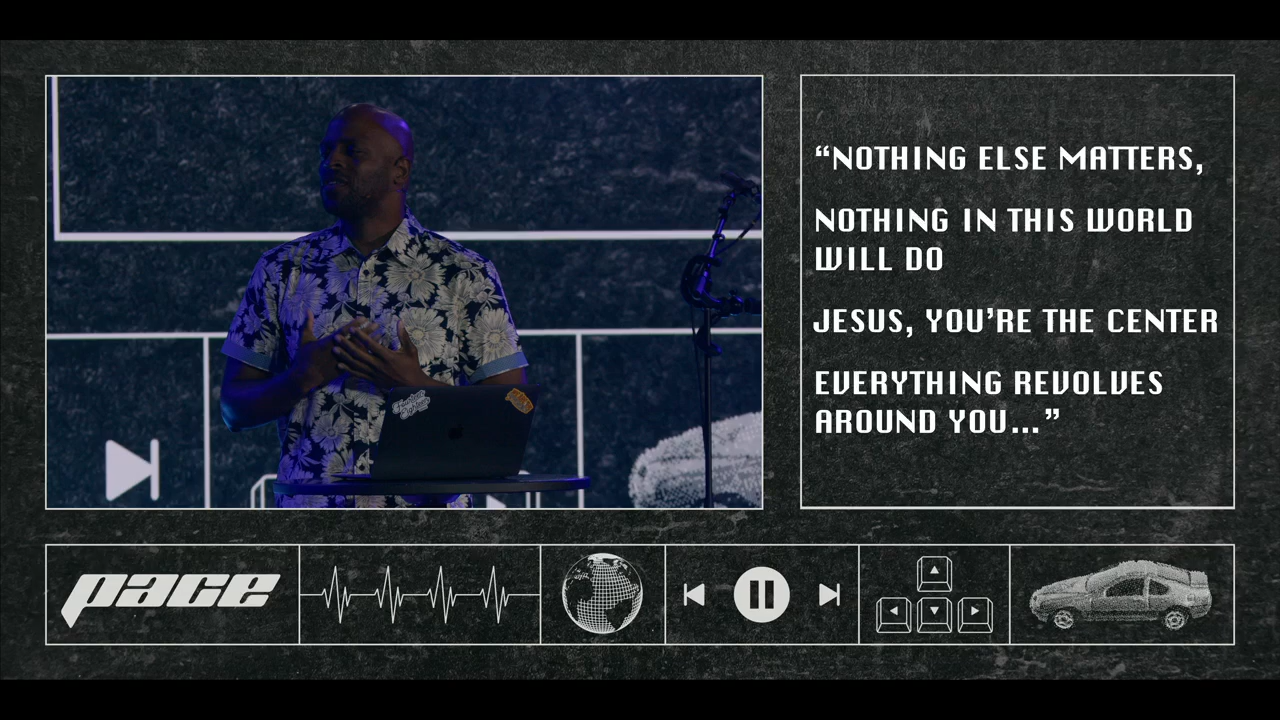 “NOTHING ELSE MATTERS,
NOTHING IN THIS WORLD
WILL DO
JESUS, YOU’RE THE CENTER
EVERYTHING REVOLVES
AROUND YOU...”
pace